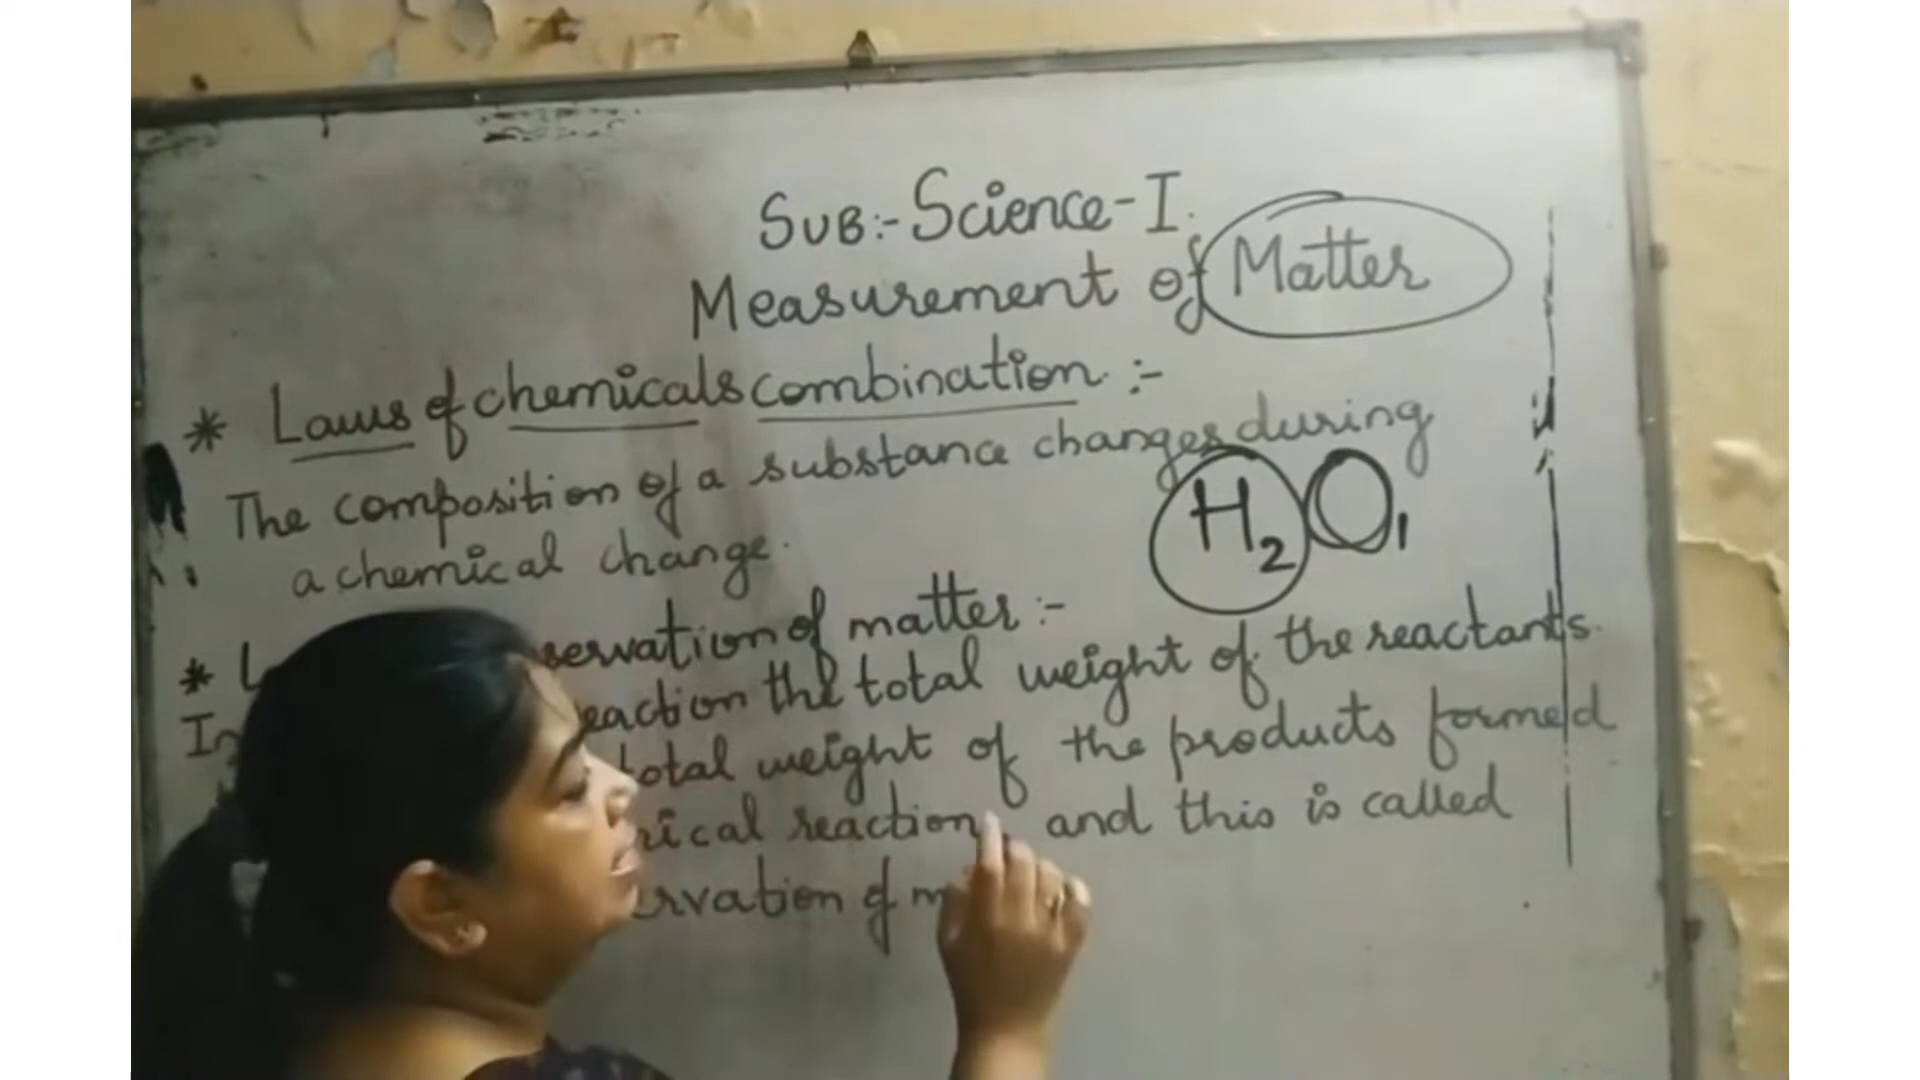 SUB:- Science-I.
Measurement of Matter
* Laws of chemicals combination :-
The composition of a substance changes during
a chemical change.
H2O1
* servation of matter :-
In eaction the total weight of the reactants.
total weight of the products formed
ical reaction, and this is called
ervation of m